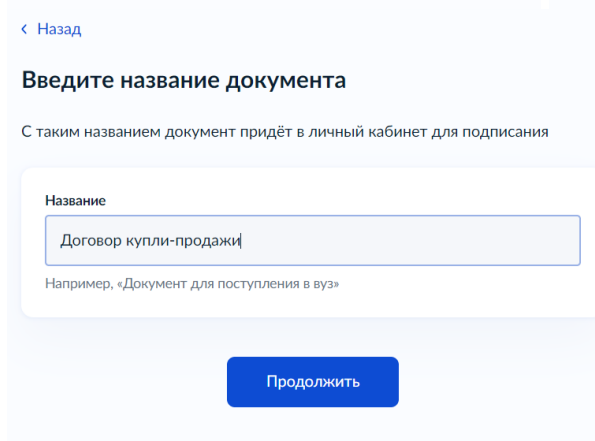 Назад
Введите название документа
С таким названием документ придёт в личный кабинет для подписания
Название
Договор купли-продажи
Например, «Документ для поступления в вуз»
Продолжить